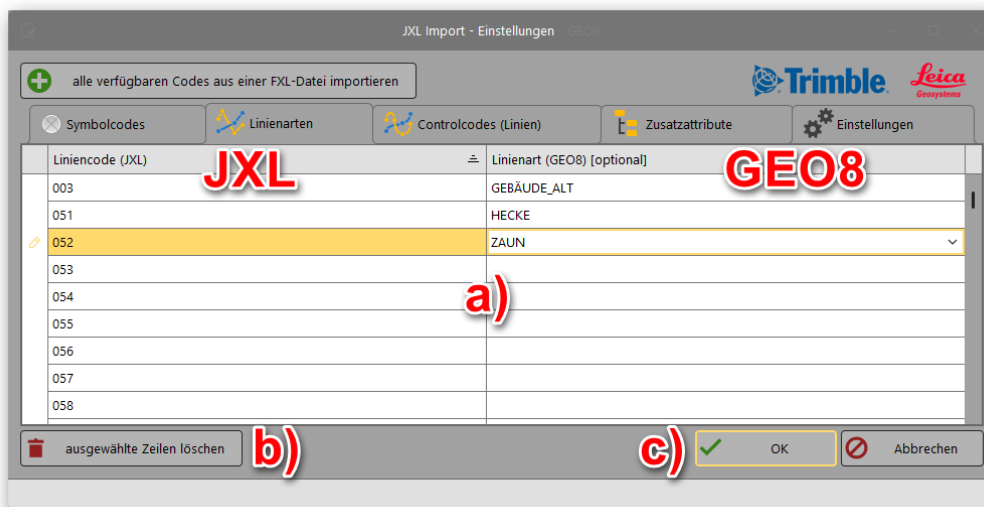 JXL Import - Einstellungen - GEO8
alle verfügbaren Codes aus einer FXL-Datei importieren
Trimble
Leica
Geosystems
Symbolcodes
Linienarten
Controlcodes (Linien)
Zusatzattribute
Einstellungen
Liniencode (JXL)
JXL
Linienart (GEO8) [optional]
GEO8
003
GEBÄUDE_ALT
051
HECKE
052
ZAUN
053
054
a)
055
056
057
058
ausgewählte Zeilen löschen
b)
c)
OK
Abbrechen